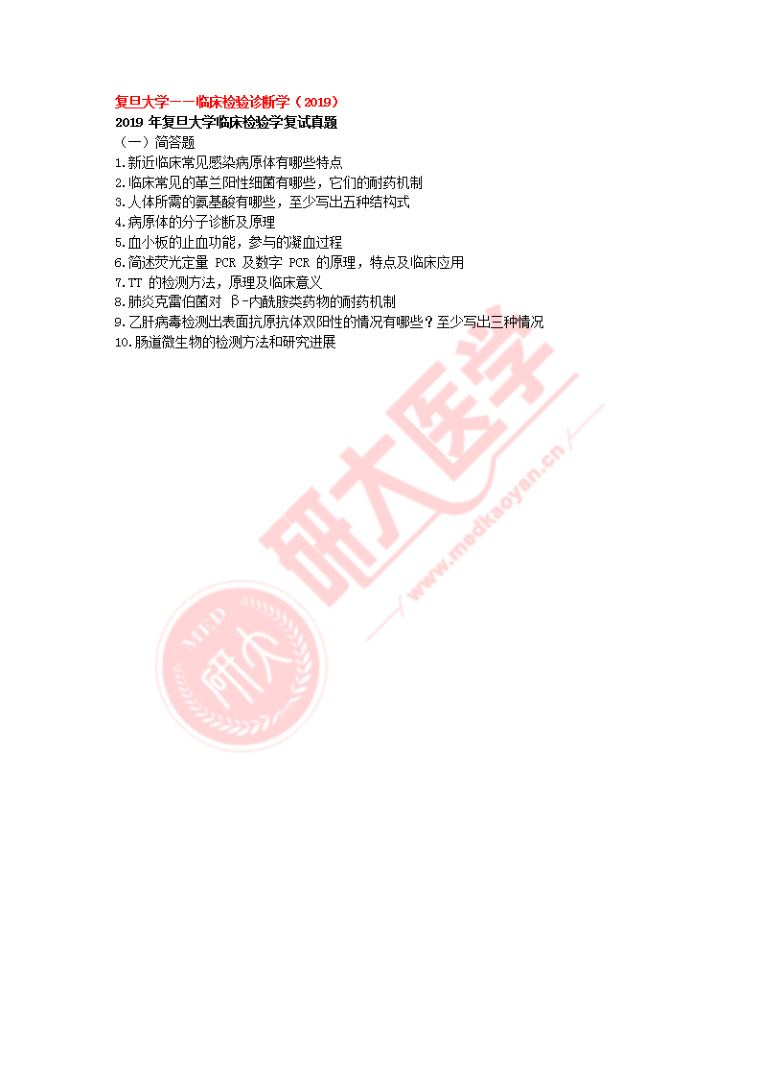 复旦大学——临床检验诊断学（2019）
2019 年复旦大学临床检验学复试真题
（一）简答题
1.新近临床常见感染病原体有哪些特点
2.临床常见的革兰阳性细菌有哪些，它们的耐药机制
3.人体所需的氨基酸有哪些，至少写出五种结构式
4.病原体的分子诊断及原理
5.血小板的止血功能，参与的凝血过程
6.简述荧光定量 PCR 及数字 PCR 的原理，特点及临床应用
7.TT 的检测方法，原理及临床意义
8.肺炎克雷伯菌对 β-内酰胺类药物的耐药机制
9.乙肝病毒检测出表面抗原抗体双阳性的情况有哪些？至少写出三种情况
10.肠道微生物的检测方法和研究进展
研大医学
www.medkaoyan.cn
MED
研大